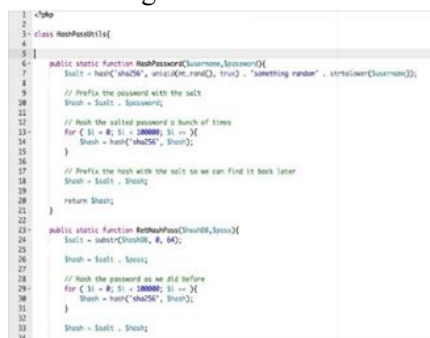 1 <?php
2
3 class HashPassUtils{
4
5
6 public static function HashPassword($username,$password){
7 $salt = hash('sha256', uniqid(mt_rand(), true) . 'something random' . strtolower($username));
8
9 // Prefix the password with the salt
10 $hash = $salt . $password;
11
12 // Hash the salted password a bunch of times
13 for ( $i = 0; $i < 100000; $i ++ ){
14 $hash = hash('sha256', $hash);
15 }
16
17 // Prefix the hash with the salt so we can find it back later
18 $hash = $salt . $hash;
19
20 return $hash;
21 }
22
23 public static function RetHashPass($hashDB,$pass){
24 $salt = substr($hashDB, 0, 64);
25
26 $hash = $salt . $pass;
27
28 // Hash the password as we did before
29 for ( $i = 0; $i < 100000; $i ++ ){
30 $hash = hash('sha256', $hash);
31 }
32
33 $hash = $salt . $hash;